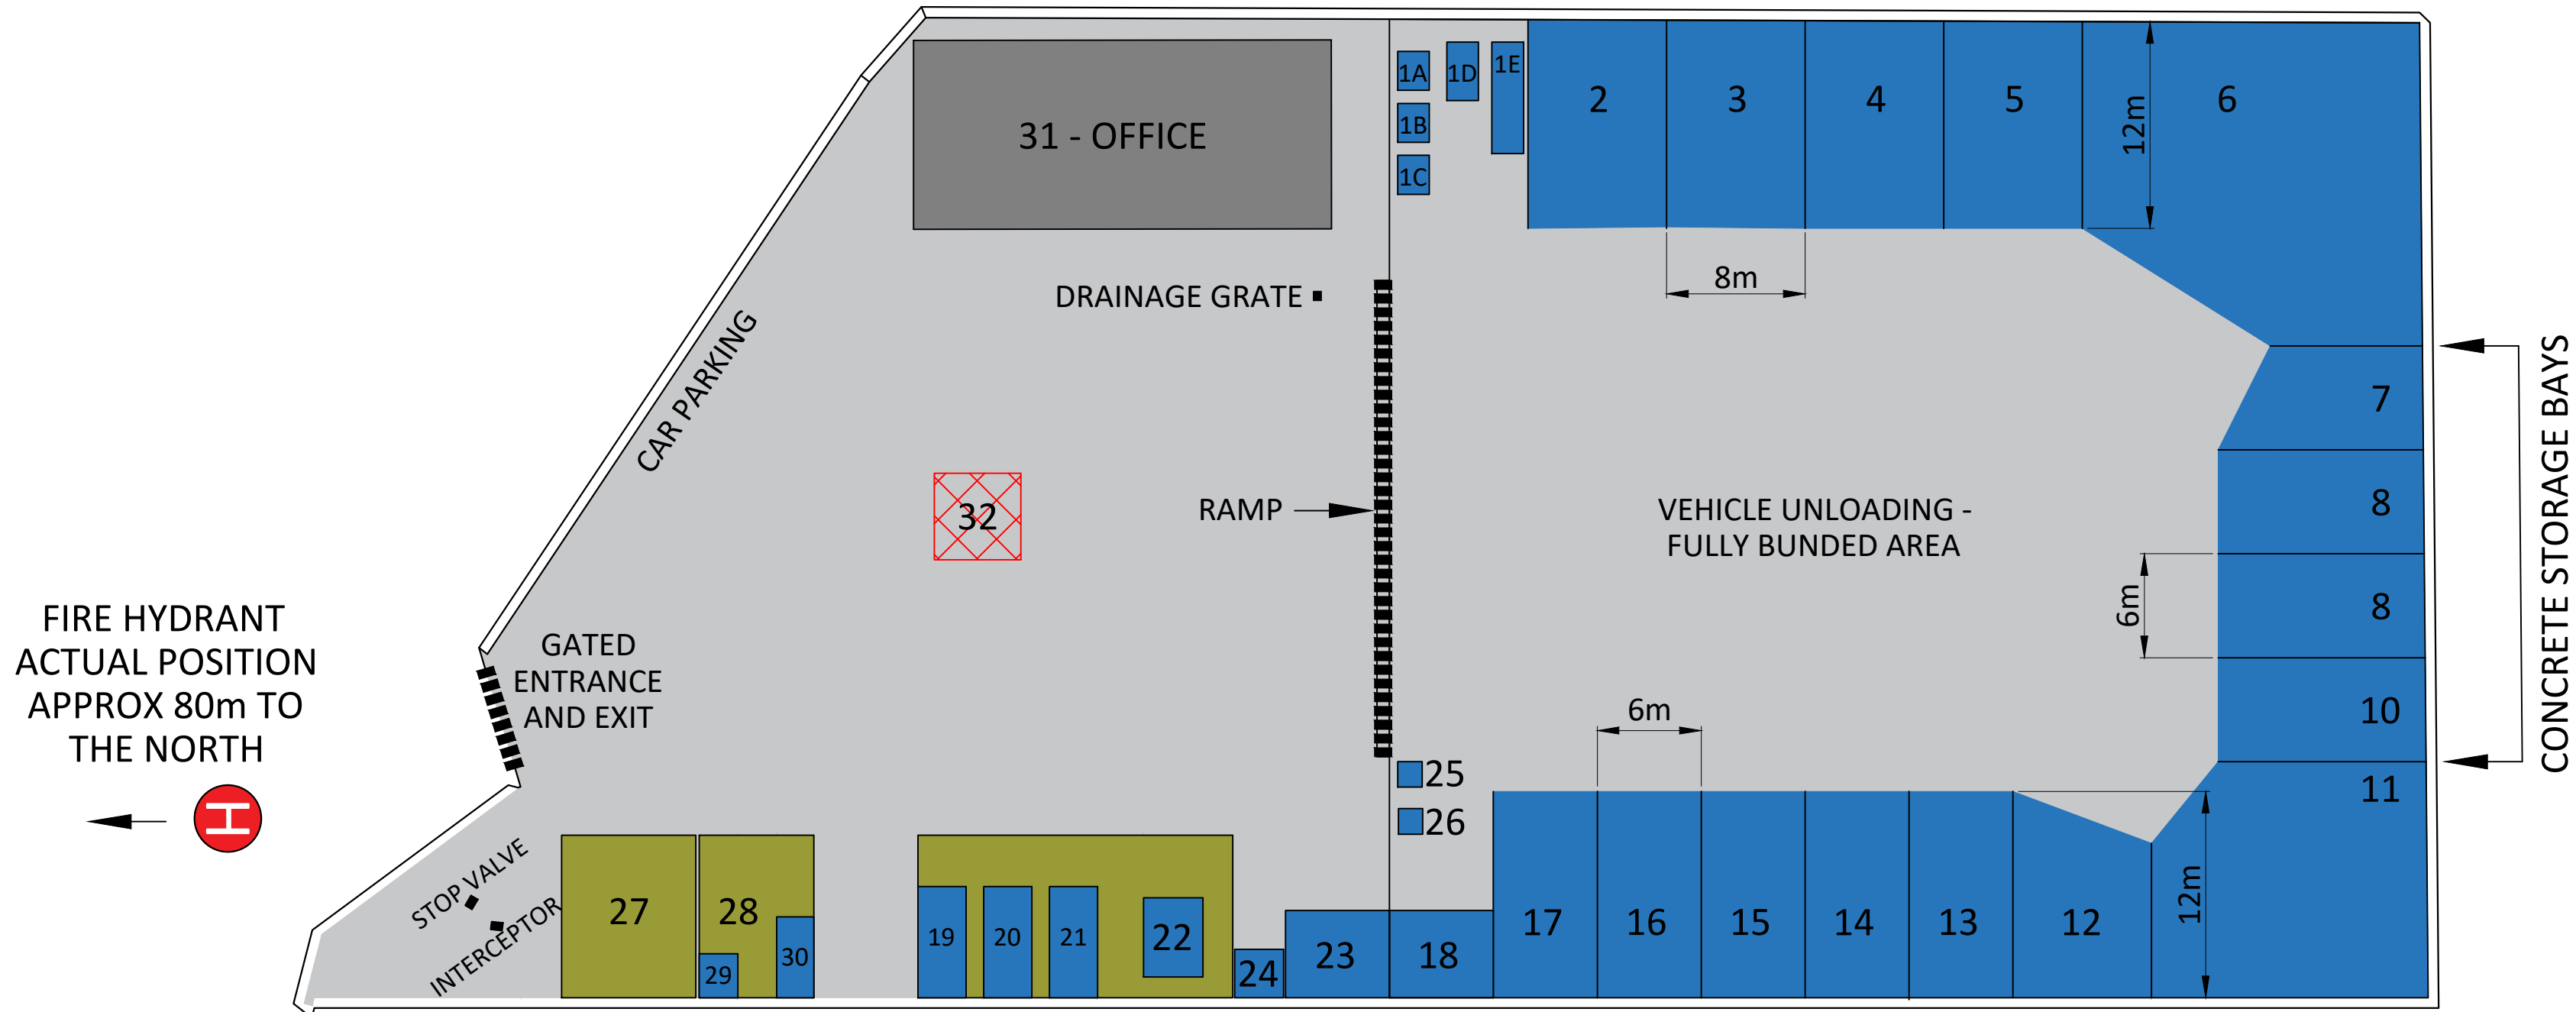 1A
1D
1E
1B
1C
2
3
4
5
6
12m
31 - OFFICE
8m
DRAINAGE GRATE
CAR PARKING
7
CONCRETE STORAGE BAYS
32
RAMP
VEHICLE UNLOADING -
FULLY BUNDED AREA
8
8
6m
FIRE HYDRANT
ACTUAL POSITION
APPROX 80m TO
THE NORTH
H
GATED
ENTRANCE
AND EXIT
6m
10
11
25
26
STOP VALVE
INTERCEPTOR
27
28
29
30
19
20
21
22
24
23
18
17
16
15
14
13
12
12m